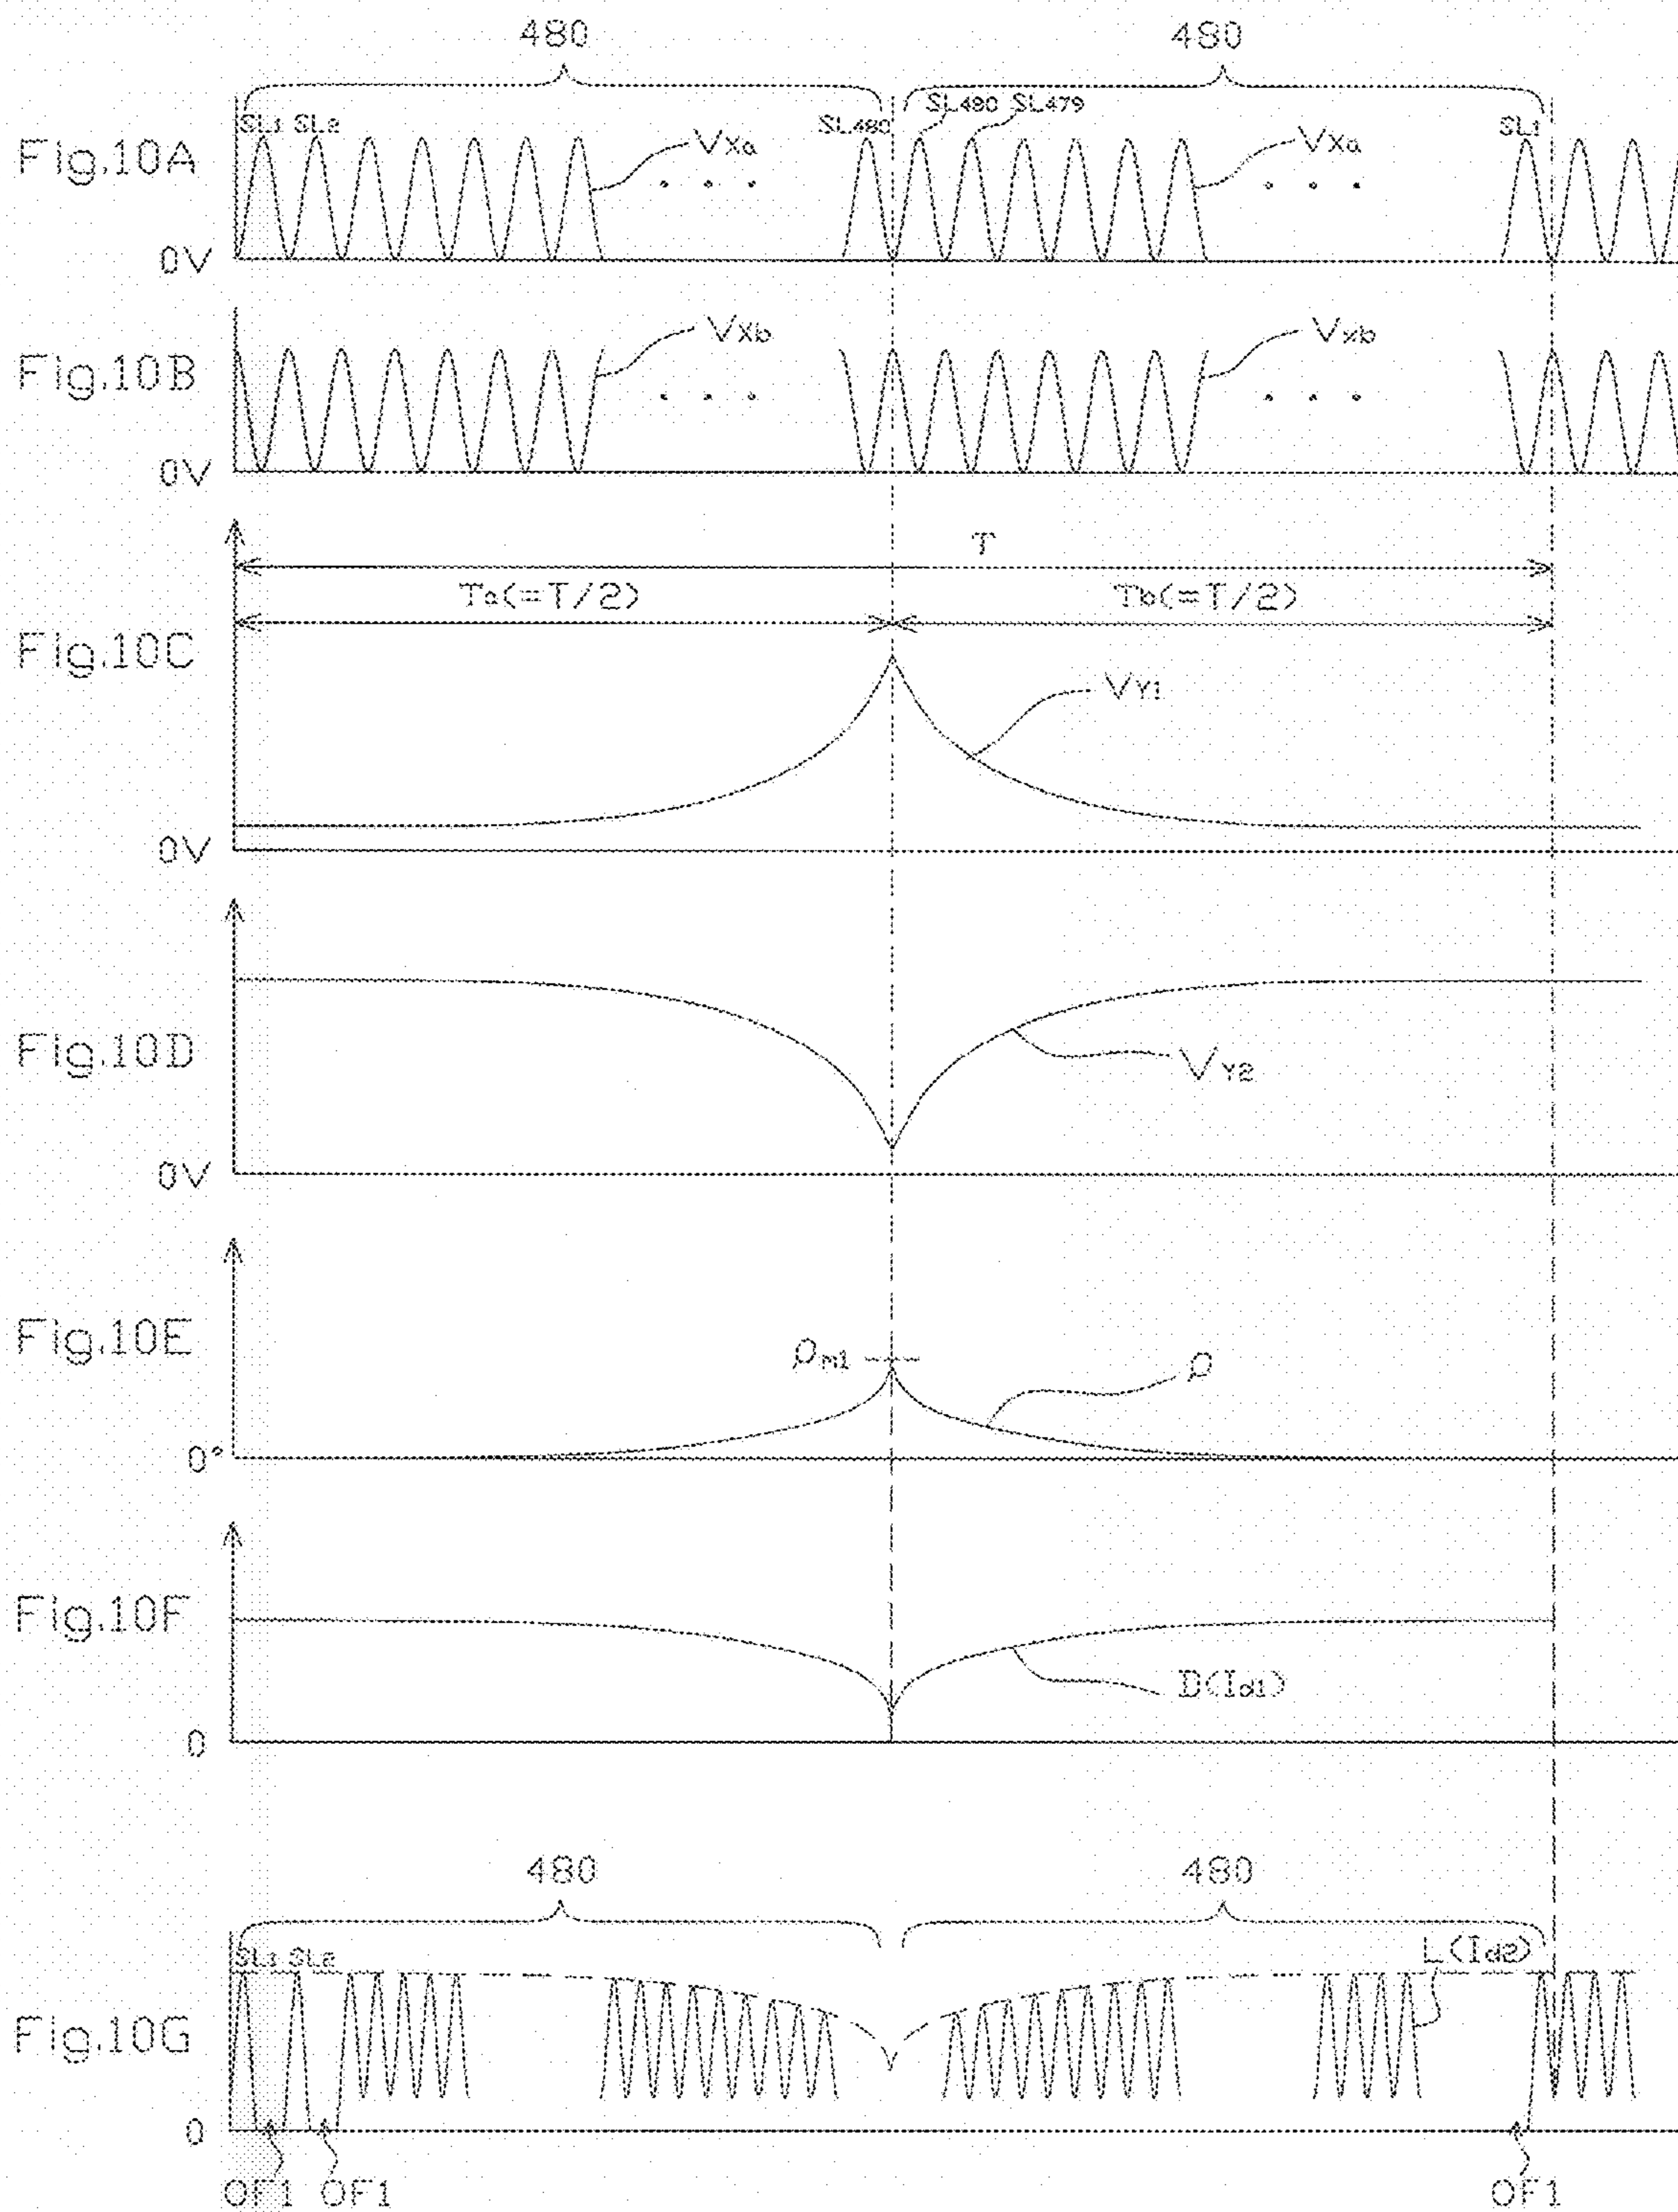 480 480
SL1 SL2 SL480 SL480 SL479 SL1
Fig.10A VXa VXa
0V
Fig.10B VXb Vxb
0V
T
Ta(=T/2) Tb(=T/2)
Fig.10C VY1
0V
Fig.10D VY2
0V
Fig.10E ρm1 ρ
0°
Fig.10F D(Id1)
0
480 480
SL1 SL2 L(Id2)
Fig.10G
0
OF1 OF1 OF1